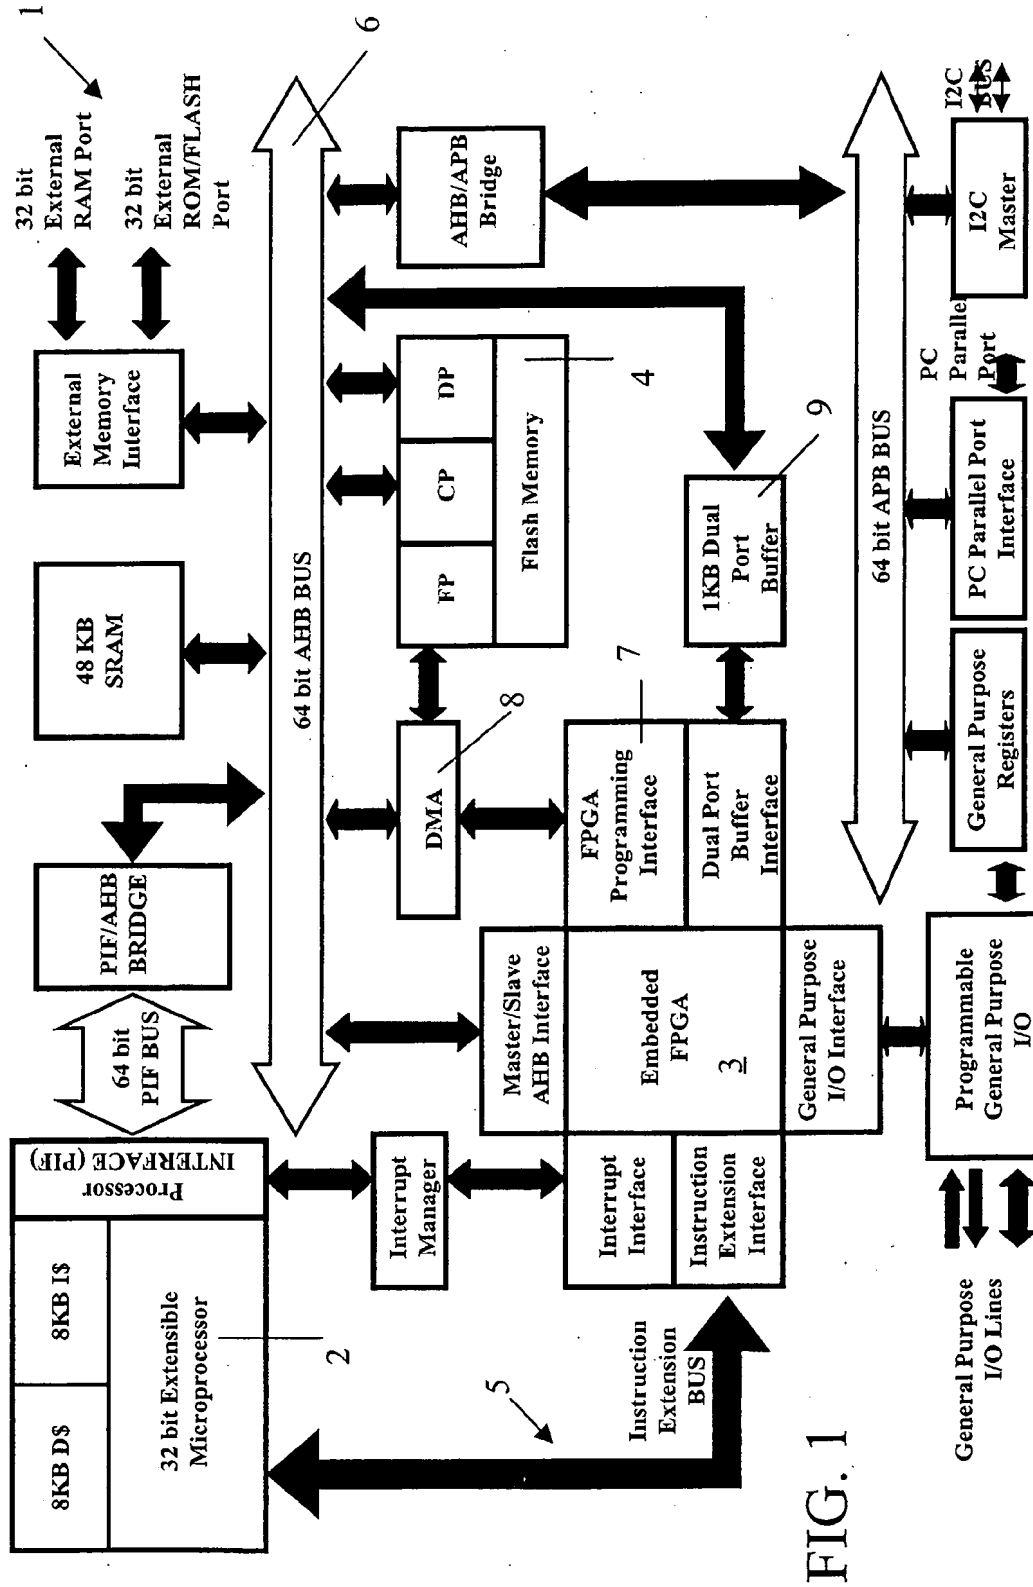 8KB D$
8KB I$
32 bit Extensible
Microprocessor
Processor
INTERFACE (PIF)
2
64 bit
PIF BUS
PIF/AHB
BRIDGE
48 KB
SRAM
External
Memory
Interface
32 bit
External
RAM Port
32 bit
External
ROM/FLASH
Port
1
6
64 bit AHB BUS
5
Instruction
Extension
BUS
Interrupt
Manager
Interrupt
Interface
Instruction
Extension
Interface
Master/Slave
AHB Interface
Embedded
FPGA
3
General Purpose
I/O Interface
DMA
8
FPGA
Programming
Interface
7
Dual Port
Buffer
Interface
FP
CP
DP
Flash Memory
4
1KB Dual
Port
Buffer
9
AHB/APB
Bridge
64 bit APB BUS
General Purpose
I/O Lines
Programmable
General Purpose
I/O
General Purpose
Registers
PC Parallel Port
Interface
PC
Parallel
Port
I2C
Master
I2C
BUS
FIG. 1